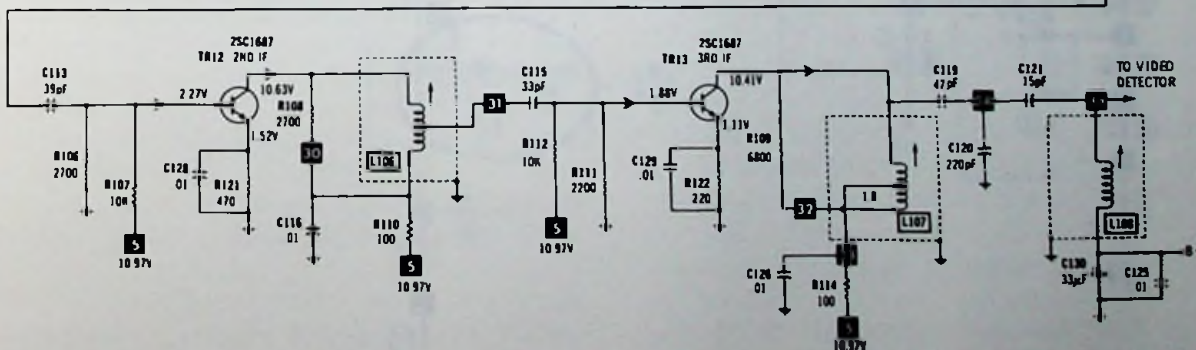 C113
39pF
R106
2700
R107
10K
5
10.97V
2.27V
TR12
2SC1687
2ND IF
10.63V
1.52V
C128
.01
R121
470
R108
2700
30
C116
.01
L106
R110
100
5
10.97V
31
C115
33pF
R112
10K
5
10.97V
R111
2200
1.88V
TR13
2SC1687
3RD IF
10.41V
1.11V
C129
.01
R122
220
R109
6800
32
L107
C126
.01
R114
100
5
10.97V
C119
47pF
C120
220pF
C121
15pF
TO VIDEO
DETECTOR
C130
C125
.01